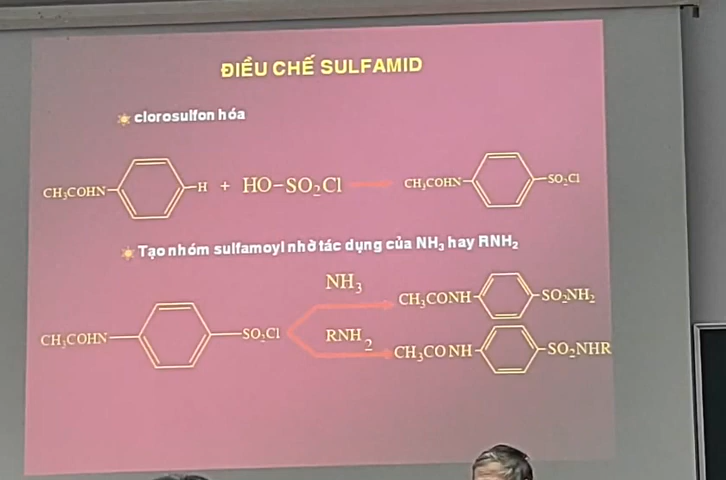 ĐIỀU CHẾ SULFAMID
clorosulfon hóa
CH₃COHN H + HO−SO₂Cl CH₃COHN SO₂Cl
Tạo nhóm sulfamoyl nhờ tác dụng của NH₃ hay RNH₂
NH₃
CH₃CONH SO₂NH₂
CH₃COHN SO₂Cl
RNH₂
CH₃CONH SO₂NHR